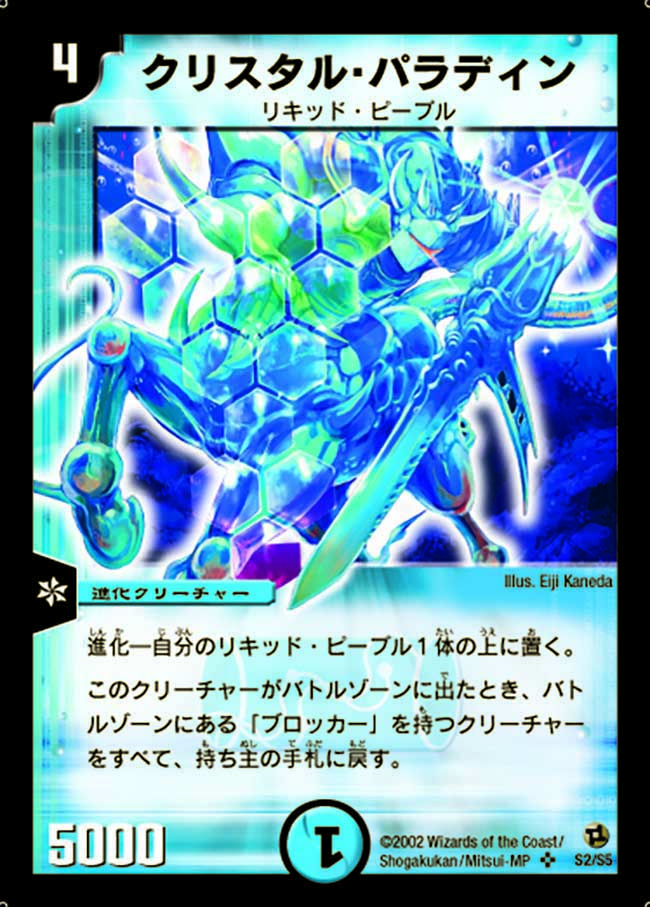 4
クリスタル・パラディン
リキッド・ピープル
Illus. Eiji Kaneda
進化クリーチャー
進化―自分のリキッド・ピープル1体の上に置く。
このクリーチャーがバトルゾーンに出たとき、バト
ルゾーンにある「ブロッカー」を持つクリーチャー
をすべて、持ち主の手札に戻す。
5000
1
©2002 Wizards of the Coast/
Shogakukan/Mitsui-MP
S2/S5